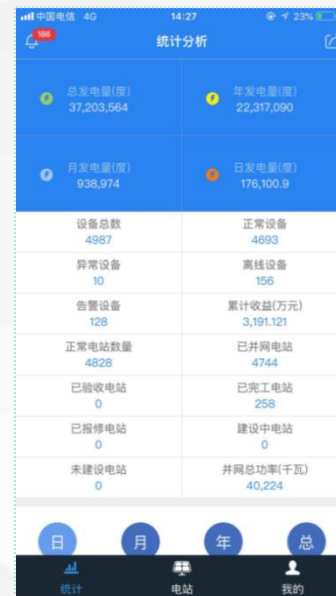 中国电信 4G 14:27 23%
186
统计分析
总发电量(度) 年发电量(度)
37,203,564 22,317,090
月发电量(度) 日发电量(度)
938,974 176,100.9
设备总数 正常设备
4987 4693
异常设备 离线设备
10 156
告警设备 累计收益(万元)
128 3,191.121
正常电站数量 已并网电站
4828 4744
已验收电站 已完工电站
0 258
已报修电站 建设中电站
0 0
未建设电站 并网总功率(千瓦)
0 40,224
日 月 年 总
统计 电站 我的